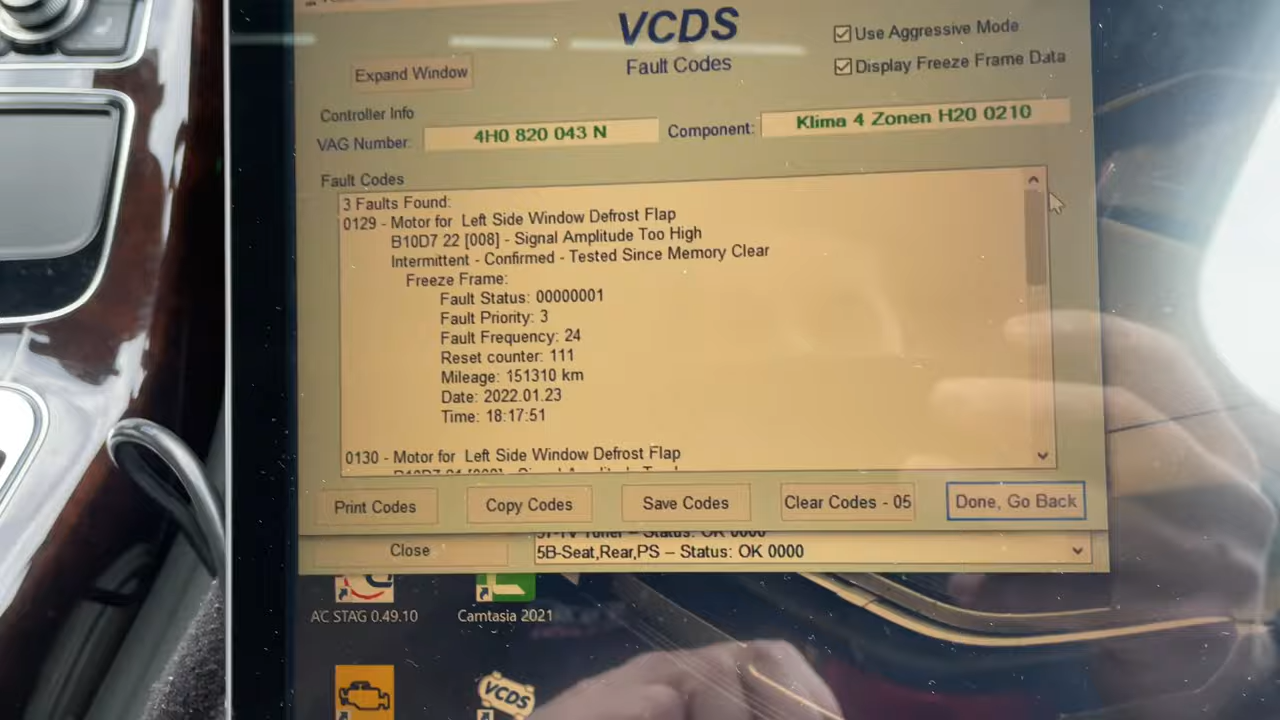 VCDS
Fault Codes
Use Aggressive Mode
Display Freeze Frame Data
Expand Window
Controller Info
VAG Number: 4H0 820 043 N Component: Klima 4 Zonen H20 0210
Fault Codes
3 Faults Found:
0129 - Motor for Left Side Window Defrost Flap
B10D7 22 [008] - Signal Amplitude Too High
Intermittent - Confirmed - Tested Since Memory Clear
Freeze Frame:
Fault Status: 00000001
Fault Priority: 3
Fault Frequency: 24
Reset counter: 111
Mileage: 151310 km
Date: 2022.01.23
Time: 18:17:51
0130 - Motor for Left Side Window Defrost Flap
Print Codes Copy Codes Save Codes Clear Codes - 05 Done, Go Back
Close
5B-Seat,Rear,PS -- Status: OK 0000
AC STAG 0.49.10 Camtasia 2021
VCDS